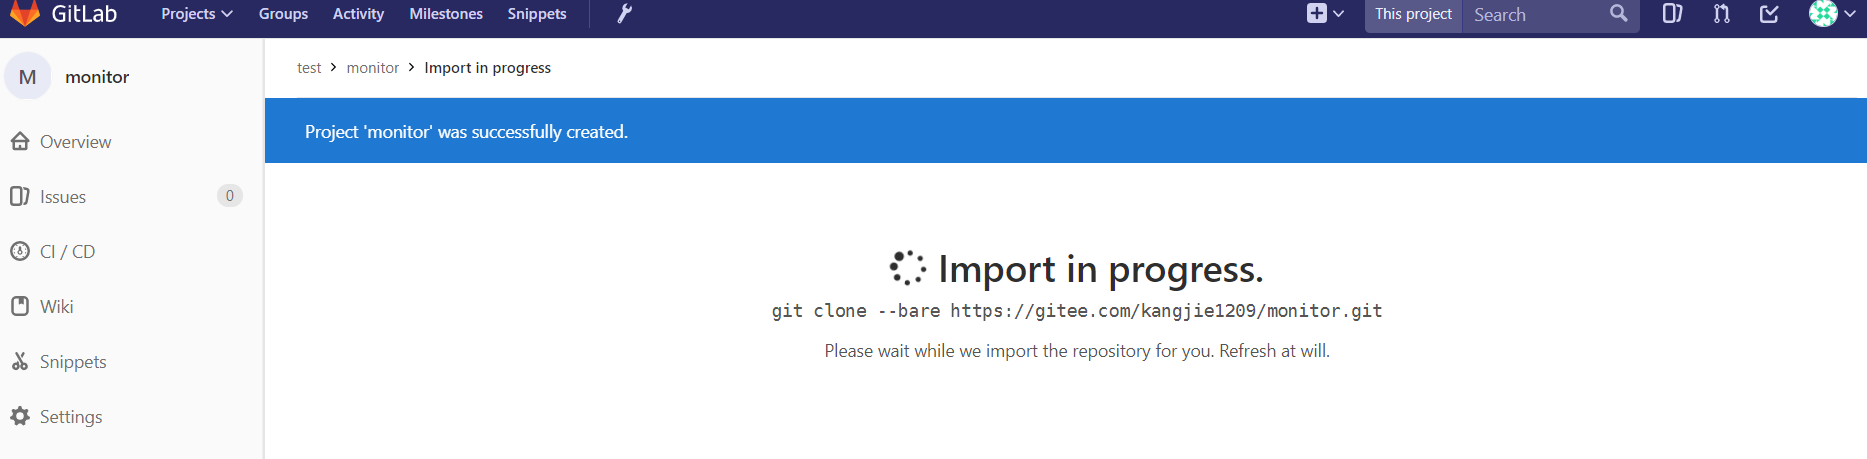 GitLab Projects Groups Activity Milestones Snippets This project Search
M monitor
test > monitor > Import in progress
Project 'monitor' was successfully created.
Overview
Issues 0
CI / CD
Wiki
Snippets
Settings
Import in progress.
git clone --bare https://gitee.com/kangjie1209/monitor.git
Please wait while we import the repository for you. Refresh at will.